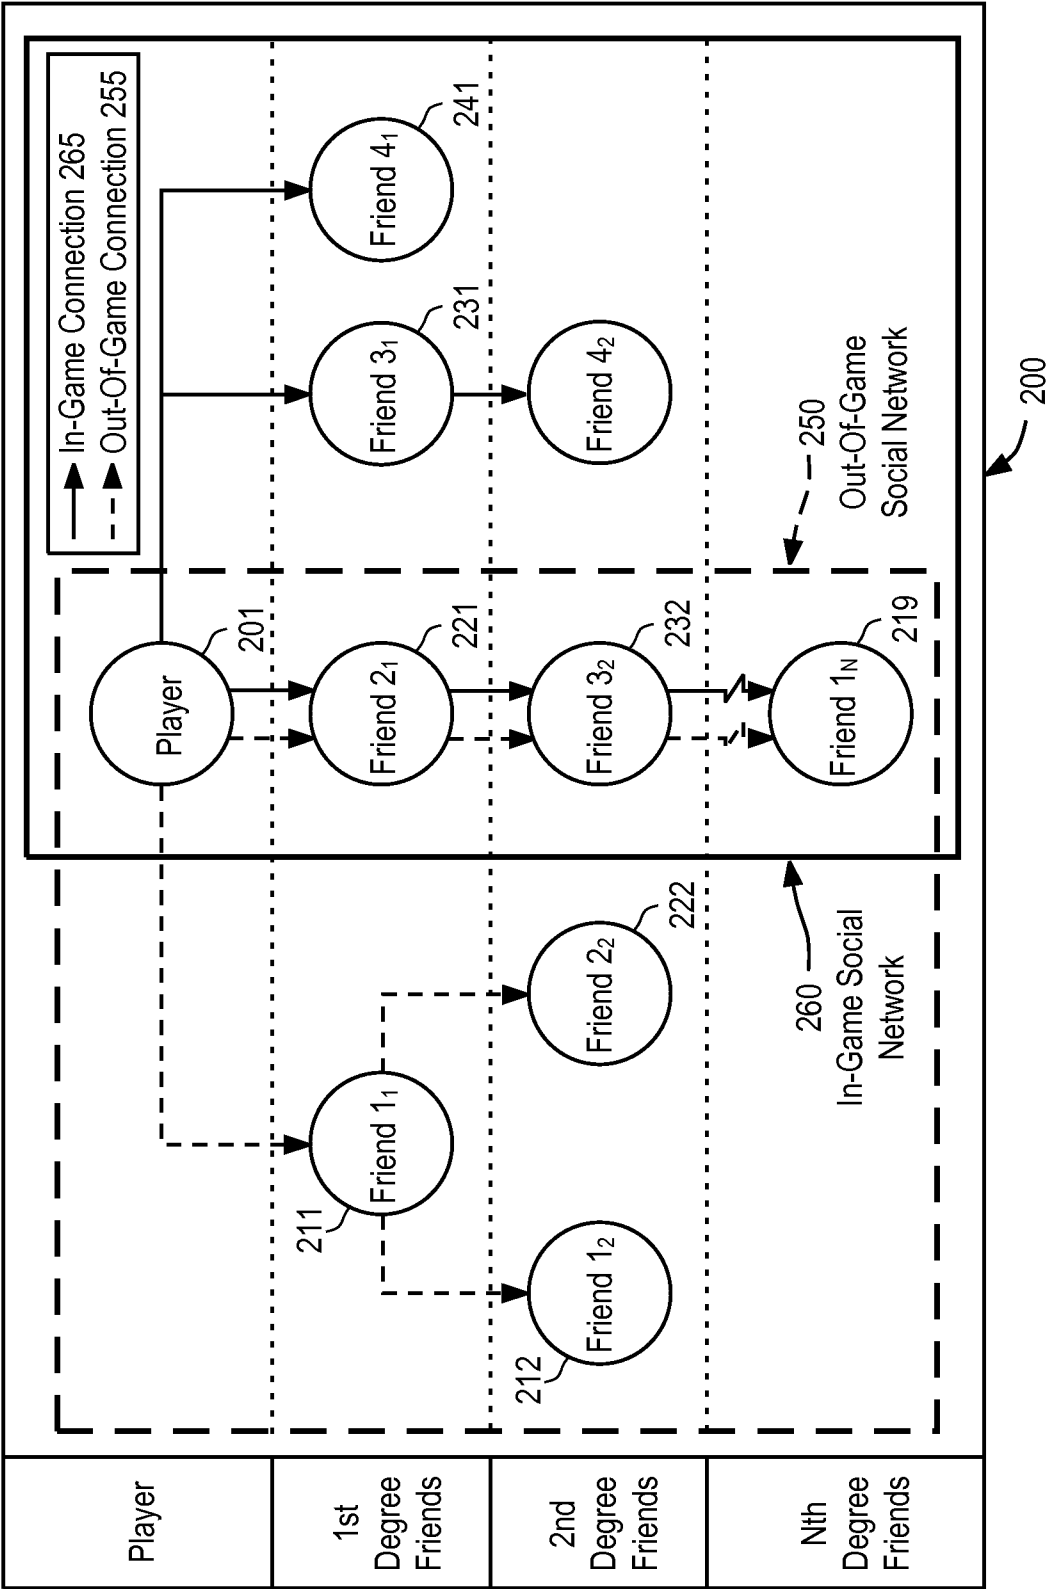 In-Game Connection 265
Out-Of-Game Connection 255
Player
Player
201
1st
Degree
Friends
211
Friend 1₁
Friend 2₁
221
Friend 3₁
231
Friend 4₁
241
2nd
Degree
Friends
212
Friend 1₂
Friend 2₂
222
Friend 3₂
232
Friend 4₂
Nth
Degree
Friends
260
In-Game Social
Network
Friend 1N
219
250
Out-Of-Game
Social Network
200